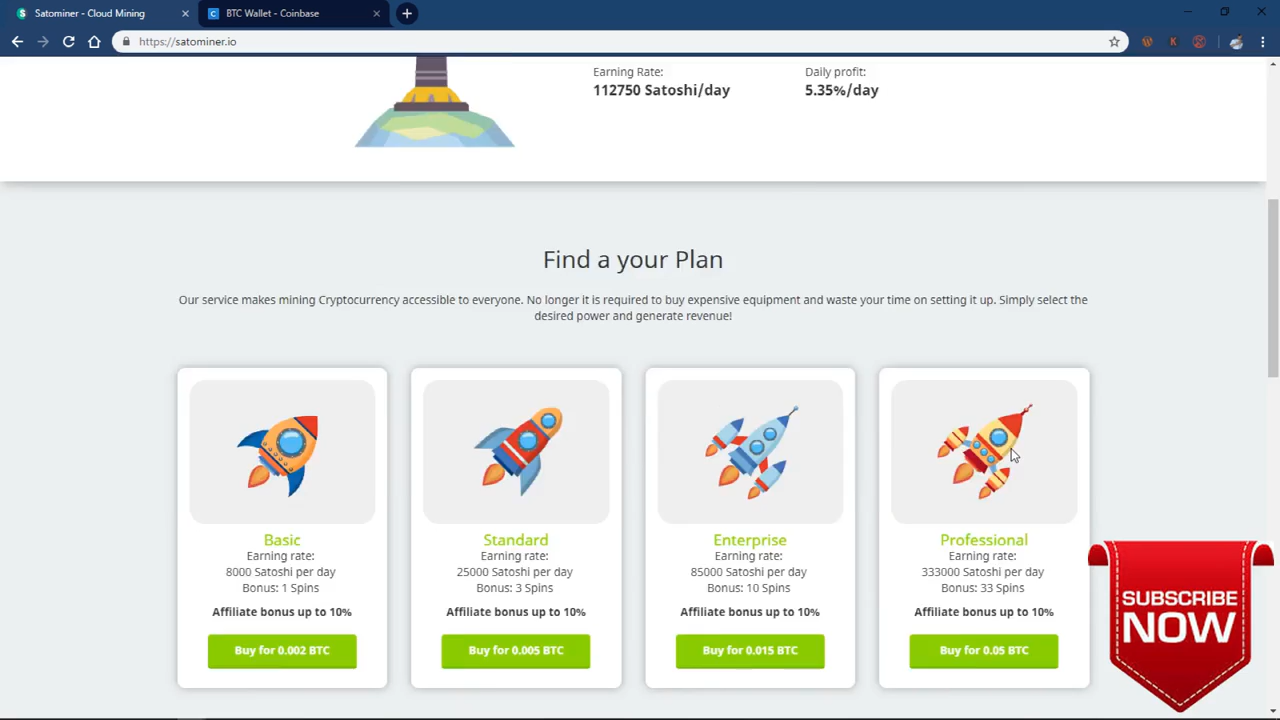 Satominer - Cloud Mining
BTC Wallet - Coinbase
https://satominer.io
Earning Rate:
112750 Satoshi/day
Daily profit:
5.35%/day
Find a your Plan
Our service makes mining Cryptocurrency accessible to everyone. No longer it is required to buy expensive equipment and waste your time on setting it up. Simply select the
desired power and generate revenue!
Basic
Earning rate:
8000 Satoshi per day
Bonus: 1 Spins
Affiliate bonus up to 10%
Buy for 0.002 BTC
Standard
Earning rate:
25000 Satoshi per day
Bonus: 3 Spins
Affiliate bonus up to 10%
Buy for 0.005 BTC
Enterprise
Earning rate:
85000 Satoshi per day
Bonus: 10 Spins
Affiliate bonus up to 10%
Buy for 0.015 BTC
Professional
Earning rate:
333000 Satoshi per day
Bonus: 33 Spins
Affiliate bonus up to 10%
Buy for 0.05 BTC
SUBSCRIBE
NOW